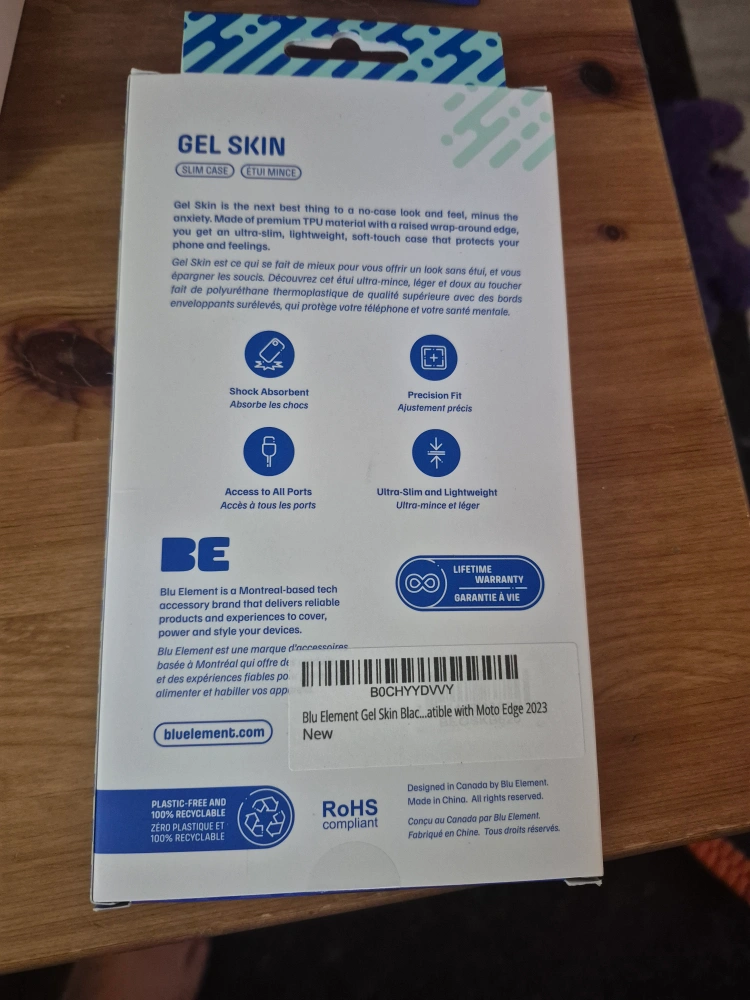 GEL SKIN
SLIM CASE ÉTUI MINCE
Gel Skin is the next best thing to a no-case look and feel, minus the
anxiety. Made of premium TPU material with a raised wrap-around edge,
you get an ultra-slim, lightweight, soft-touch case that protects your
phone and feelings.
Gel Skin est ce qui se fait de mieux pour vous offrir un look sans étui, et vous
épargner les soucis. Découvrez cet étui ultra-mince, léger et doux au toucher
fait de polyuréthane thermoplastique de qualité supérieure avec des bords
enveloppants surélevés, qui protège votre téléphone et votre santé mentale.
Shock Absorbent
Absorbe les chocs
Precision Fit
Ajustement précis
Access to All Ports
Accès à tous les ports
Ultra-Slim and Lightweight
Ultra-mince et léger
BE
Blu Element is a Montreal-based tech
accessory brand that delivers reliable
products and experiences to cover,
power and style your devices.
Blu Element est une marque d'accessoires
basée à Montréal qui offre
et des expériences fiables
alimenter et habiller vos
bluelement.com
LIFETIME
WARRANTY
GARANTIE À VIE
B0CHYYDVVY
Blu Element Gel Skin Blac...atible with Moto Edge 2023
New
PLASTIC-FREE AND
100% RECYCLABLE
ZÉRO PLASTIQUE ET
100% RECYCLABLE
RoHS
compliant
Designed in Canada by Blu Element.
Made in China. All rights reserved.
Conçu au Canada par Blu Element.
Fabriqué en Chine. Tous droits réservés.